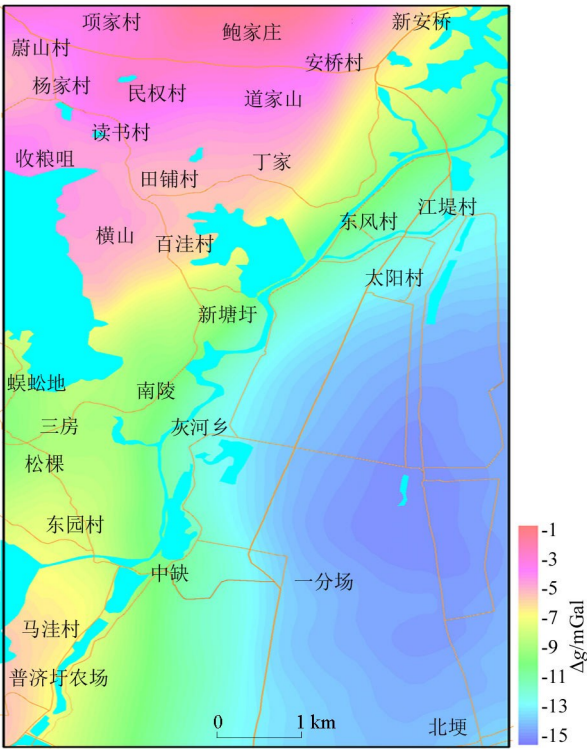 项家村
鲍家庄
新安桥
蔚山村
安桥村
杨家村
民权村
道家山
读书村
收粮咀
丁家
田铺村
江堤村
东风村
横山
百洼村
太阳村
新塘圩
蜈蚣地
南陵
三房
灰河乡
松棵
东园村
中缺
一分场
马洼村
普济圩农场
北埂
0 1 km
-1
-3
-5
-7
-9
-11
-13
-15
Δg/mGal